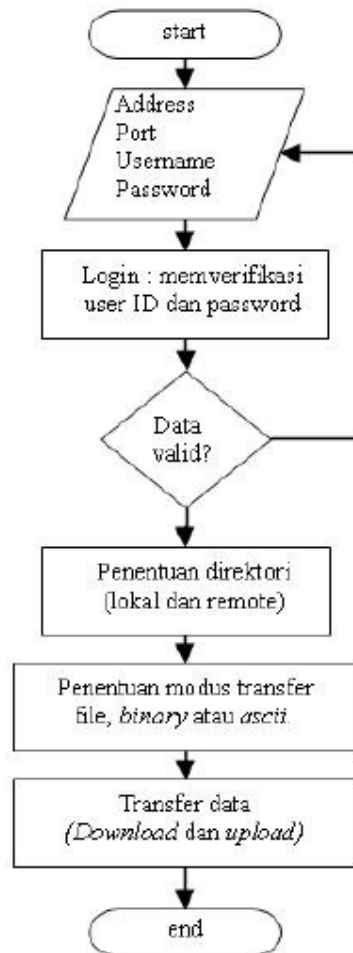 start
Address
Port
Username
Password
Login : memverifikasi
user ID dan password
Data
valid?
Penentuan direktori
(lokal dan remote)
Penentuan modus transfer
file, binary atau ascii.
Transfer data
(Download dan upload)
end